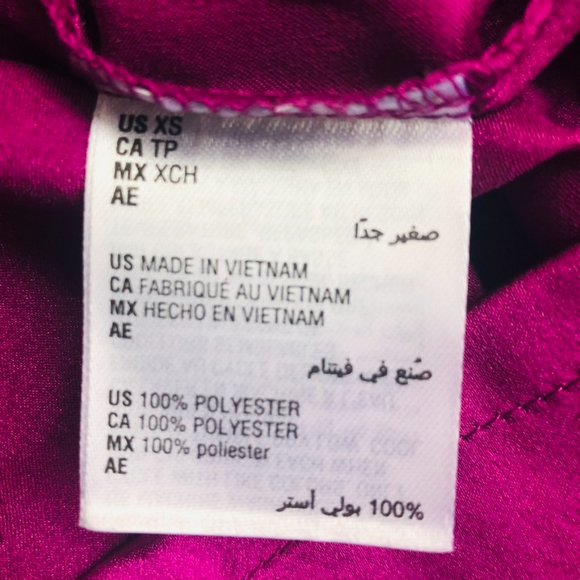 US XS
CA TP
MX XCH
AE
صغير جدًا
US MADE IN VIETNAM
CA FABRIQUÉ AU VIETNAM
MX HECHO EN VIETNAM
AE
صُنع في فيتنام
US 100% POLYESTER
CA 100% POLYESTER
MX 100% poliester
AE
100% بولي أستر